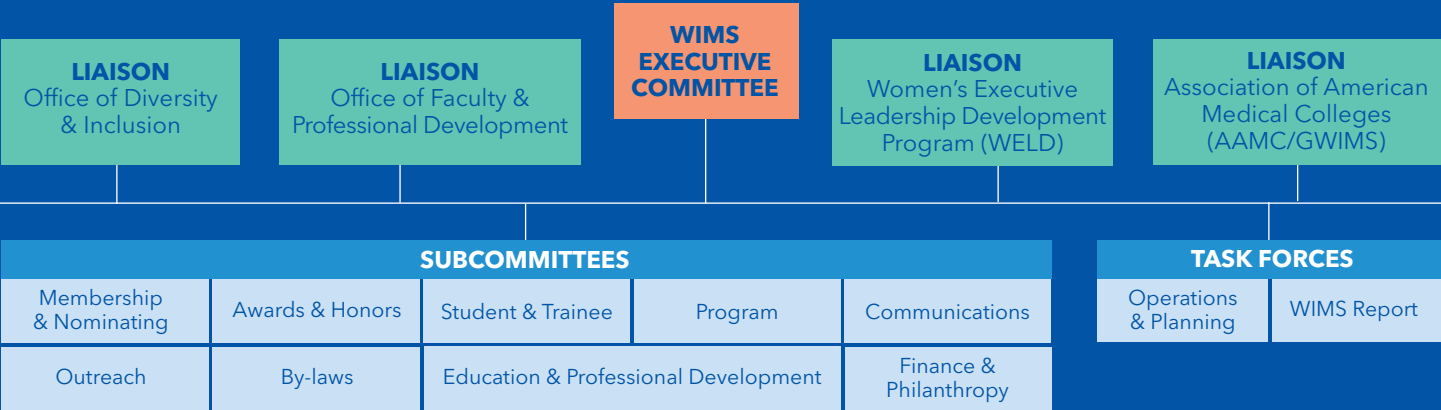 LIAISON
Office of Diversity
& Inclusion
LIAISON
Office of Faculty &
Professional Development
WIMS
EXECUTIVE
COMMITTEE
LIAISON
Women’s Executive
Leadership Development
Program (WELD)
LIAISON
Association of American
Medical Colleges
(AAMC/GWIMS)
SUBCOMMITTEES
Membership
& Nominating
Awards & Honors
Student & Trainee
Program
Communications
Outreach
By-laws
Education & Professional Development
Finance &
Philanthropy
TASK FORCES
Operations
& Planning
WIMS Report